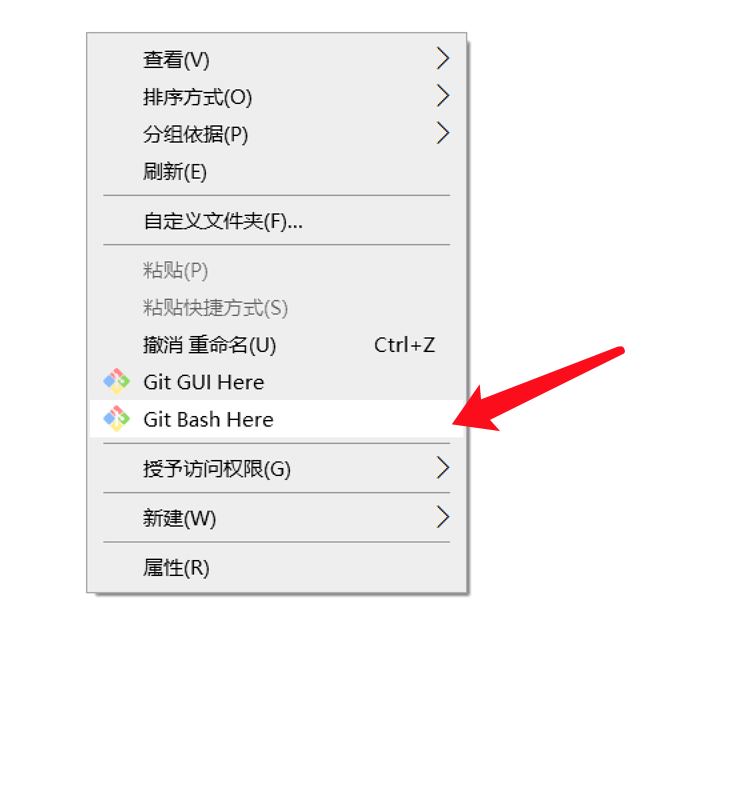 查看(V)
排序方式(O)
分组依据(P)
刷新(E)
自定义文件夹(F)...
粘贴(P)
粘贴快捷方式(S)
撤消 重命名(U) Ctrl+Z
Git GUI Here
Git Bash Here
授予访问权限(G)
新建(W)
属性(R)